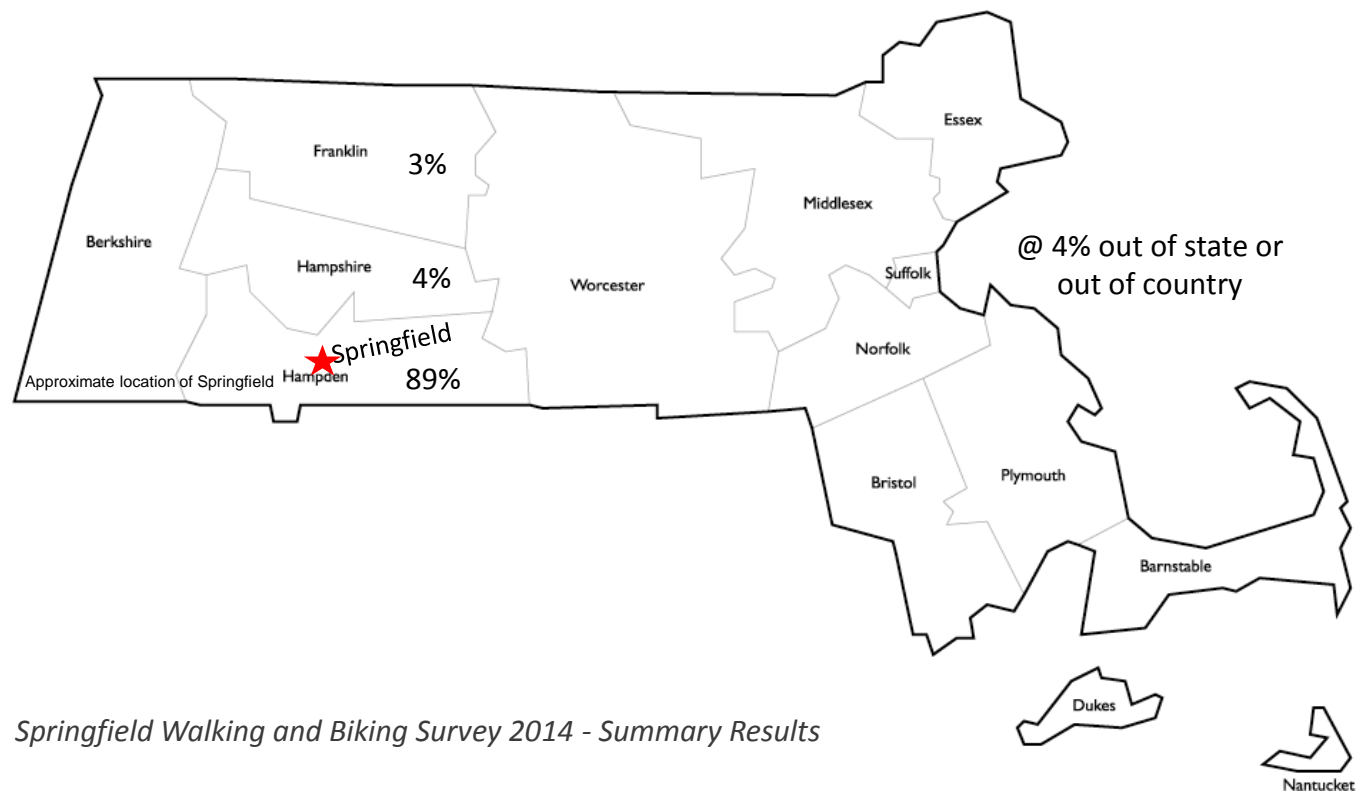 Essex
Franklin
3%
Middlesex
Berkshire
@ 4% out of state or
out of country
Hampshire
4%
Suffolk
Worcester
Springfield
Norfolk
Approximate location of Springfield
Hampden
89%
Bristol
Plymouth
Barnstable
Dukes
Springfield Walking and Biking Survey 2014 - Summary Results
Nantucket